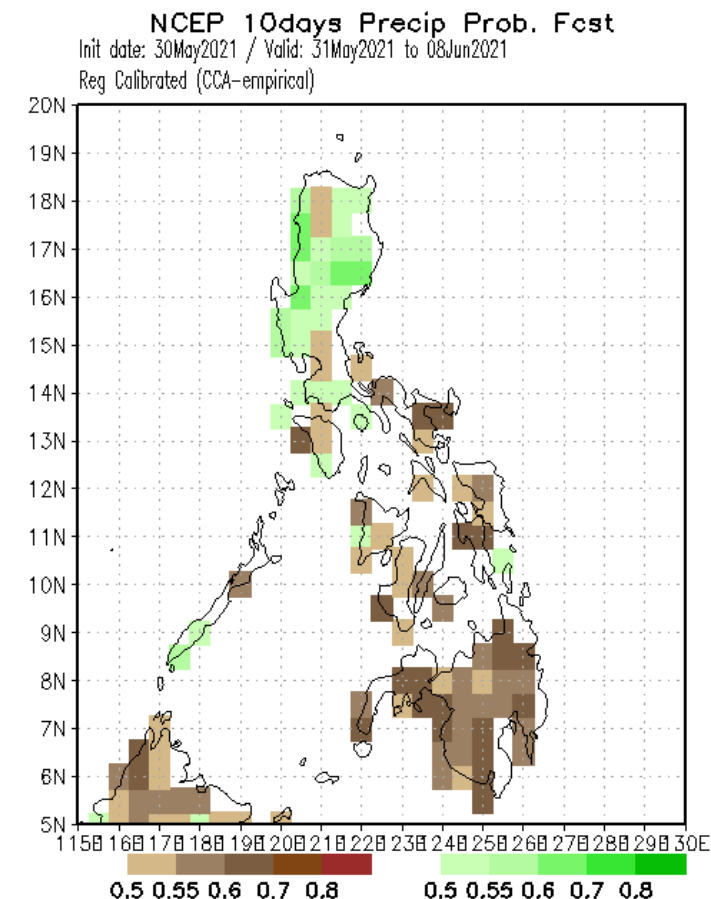 NCEP 10days Precip Prob. Fcst
Init date: 30May2021 / Valid: 31May2021 to 08Jun2021
Reg Calibrated (CCA-empirical)
20N
19N
18N
17N
16N
15N
14N
13N
12N
11N
10N
9N
8N
7N
6N
5N
115E 116E 117E 118E 119E 120E 121E 122E 123E 124E 125E 126E 127E 128E 129E 130E
0.5 0.55 0.6 0.7 0.8 0.5 0.55 0.6 0.7 0.8